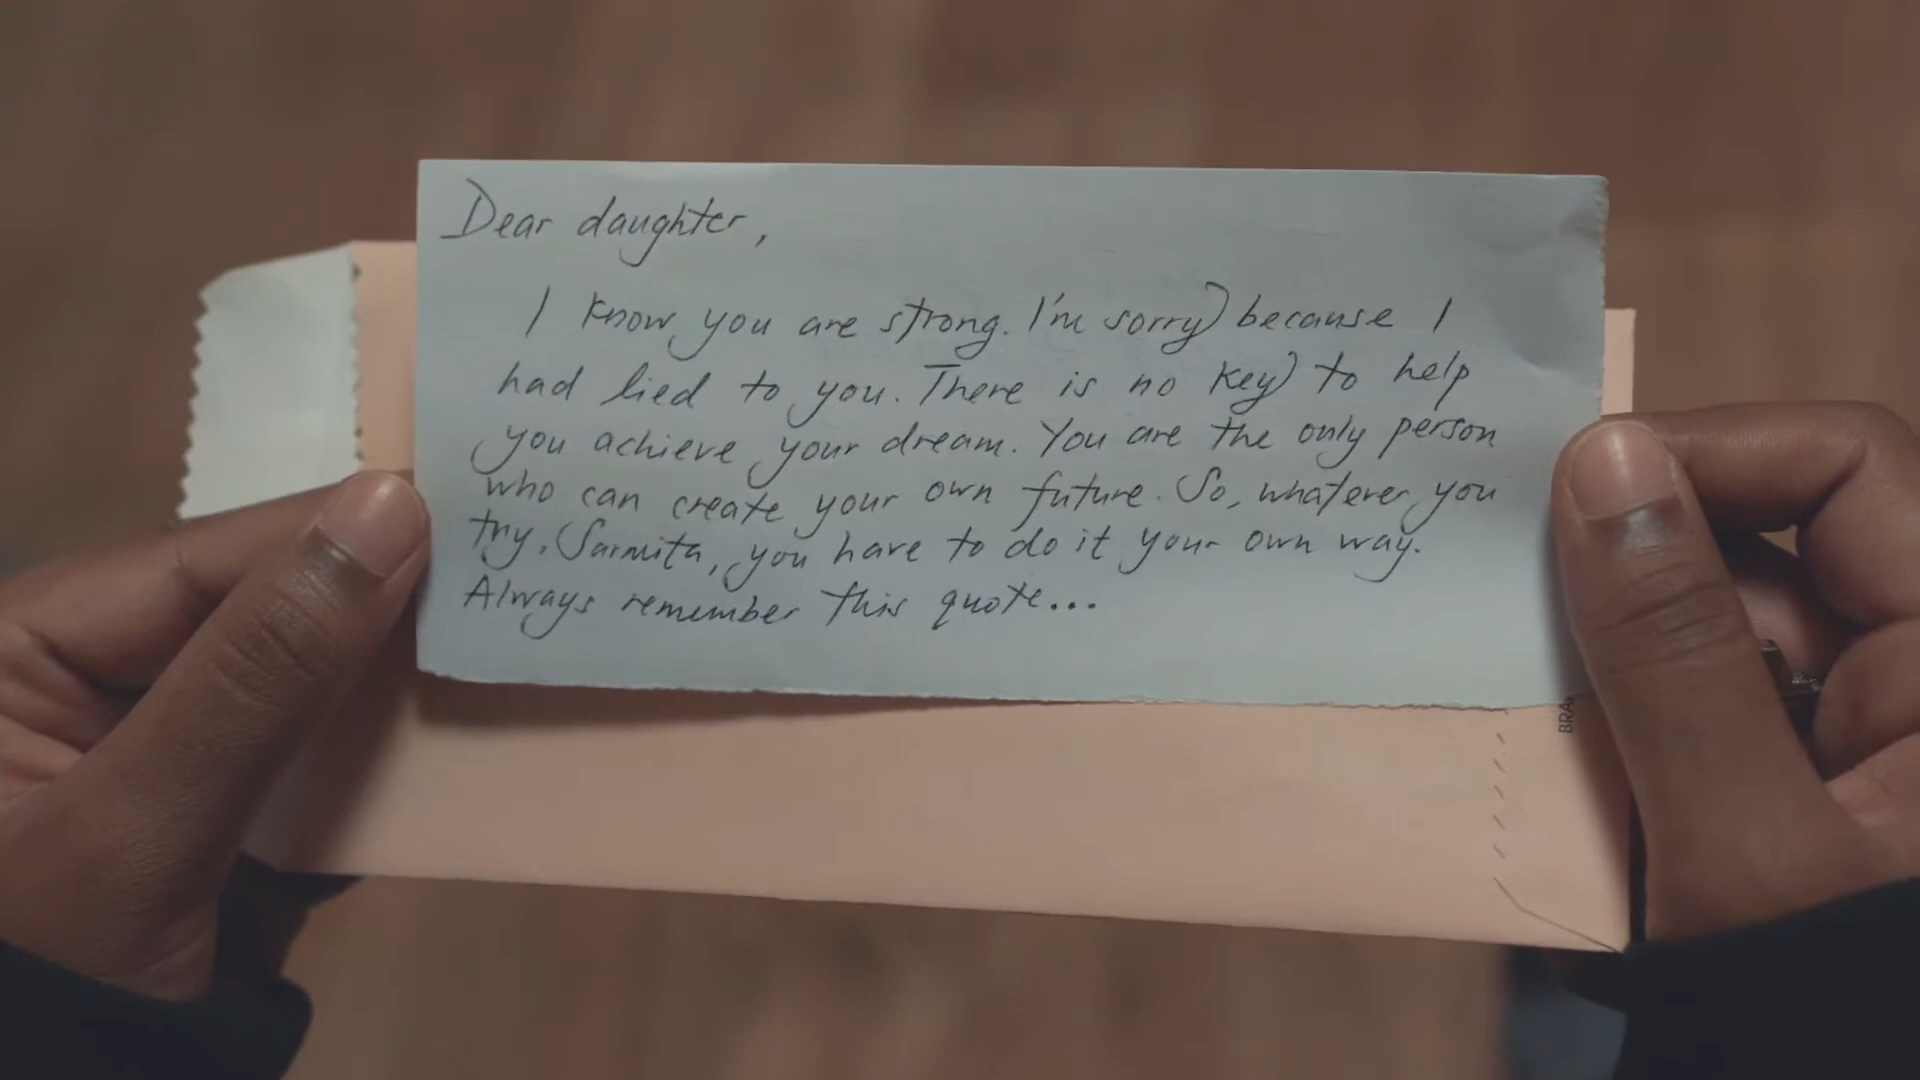 Dear daughter,
I know you are strong. I'm sorry because I
had lied to you. There is no key to help
you achieve your dream. You are the only person
who can create your own future. So, whatever you
try, Sarmita, you have to do it your own way.
Always remember this quote...
BRA